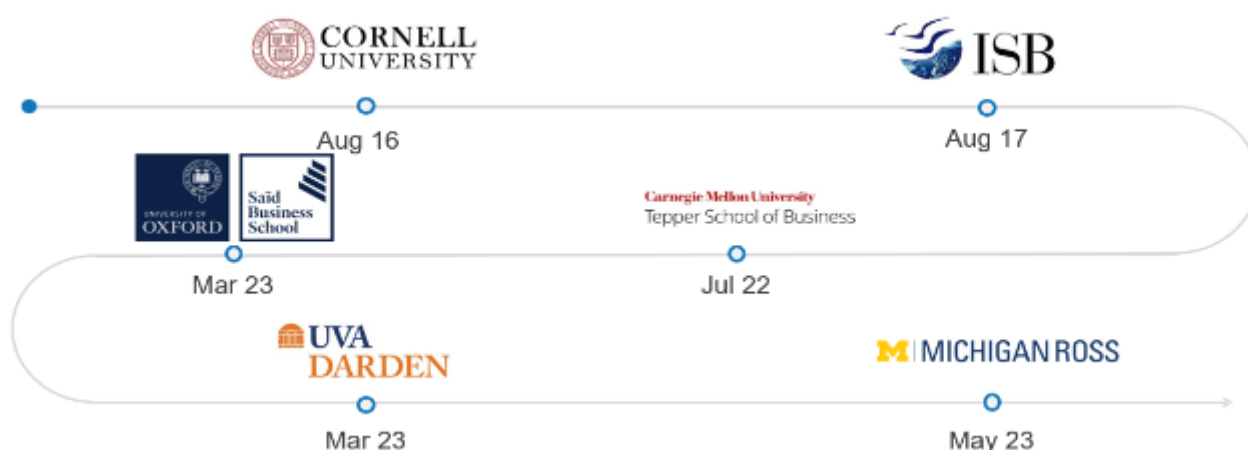 CORNELL
UNIVERSITY
ISB
Aug 16
Aug 17
UNIVERSITY OF
OXFORD
Saïd
Business
School
Carnegie Mellon University
Tepper School of Business
Mar 23
Jul 22
UVA
DARDEN
M MICHIGAN ROSS
Mar 23
May 23